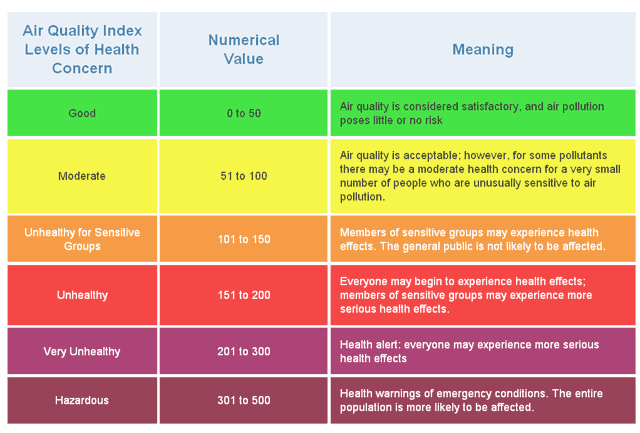 Air Quality Index
Levels of Health
Concern
Numerical
Value
Meaning
Good
0 to 50
Air quality is considered satisfactory, and air pollution
poses little or no risk
Moderate
51 to 100
Air quality is acceptable; however, for some pollutants
there may be a moderate health concern for a very small
number of people who are unusually sensitive to air
pollution.
Unhealthy for Sensitive
Groups
101 to 150
Members of sensitive groups may experience health
effects. The general public is not likely to be affected.
Unhealthy
151 to 200
Everyone may begin to experience health effects;
members of sensitive groups may experience more
serious health effects.
Very Unhealthy
201 to 300
Health alert: everyone may experience more serious
health effects
Hazardous
301 to 500
Health warnings of emergency conditions. The entire
population is more likely to be affected.